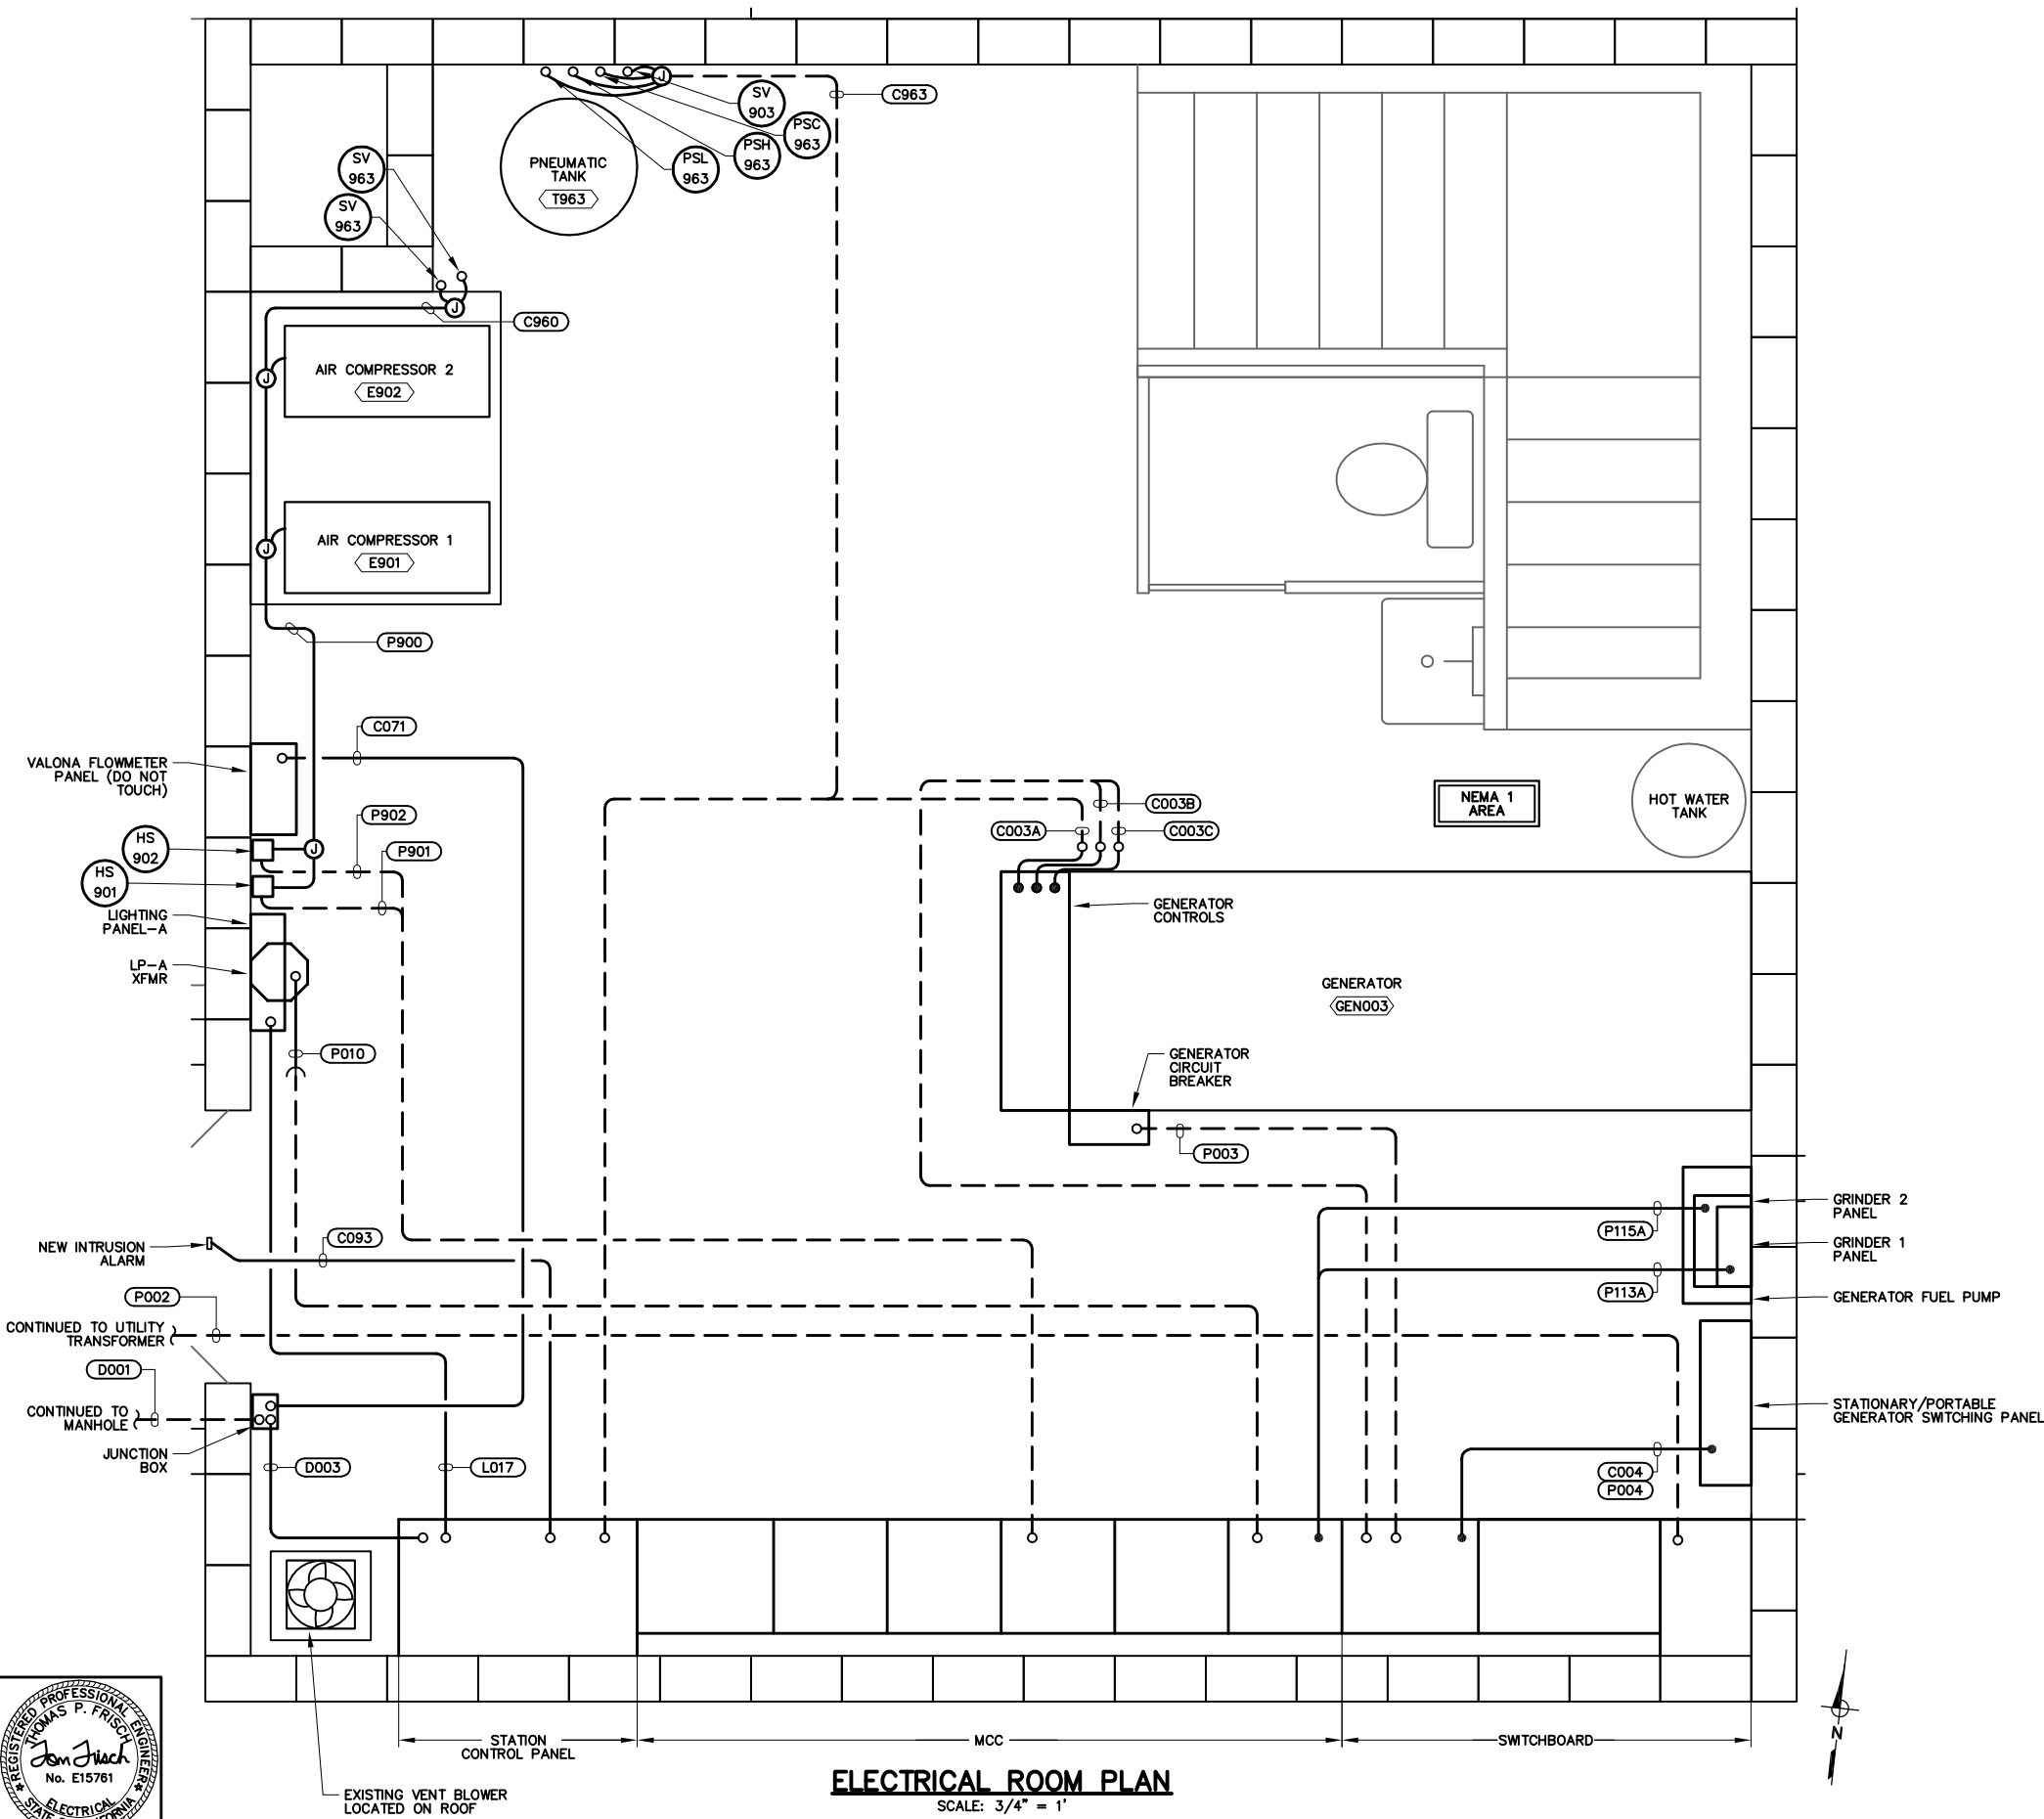 C963
SV
903
PSC
963
PSH
963
PSL
963
PNEUMATIC
TANK
T963
SV
963
SV
963
J
J
C960
AIR COMPRESSOR 2
E902
J
AIR COMPRESSOR 1
E901
J
P900
C071
VALONA FLOWMETER
PANEL (DO NOT
TOUCH)
P902
HS
902
J
P901
HS
901
LIGHTING
PANEL-A
LP-A
XFMR
P010
C003B
C003A
C003C
NEMA 1
AREA
HOT WATER
TANK
GENERATOR
CONTROLS
GENERATOR
GEN003
GENERATOR
CIRCUIT
BREAKER
P003
GRINDER 2
PANEL
P115A
GRINDER 1
PANEL
P113A
GENERATOR FUEL PUMP
C093
NEW INTRUSION
ALARM
P002
CONTINUED TO UTILITY
TRANSFORMER
D001
CONTINUED TO
MANHOLE
JUNCTION
BOX
D003
L017
STATIONARY/PORTABLE
GENERATOR SWITCHING PANEL
C004
P004
STATION
CONTROL PANEL
MCC
SWITCHBOARD
N
EXISTING VENT BLOWER
LOCATED ON ROOF
ELECTRICAL ROOM PLAN
SCALE: 3/4" = 1'
REGISTERED PROFESSIONAL ENGINEER
THOMAS P. FRISCH
Tom Frisch
No. E15761
ELECTRICAL